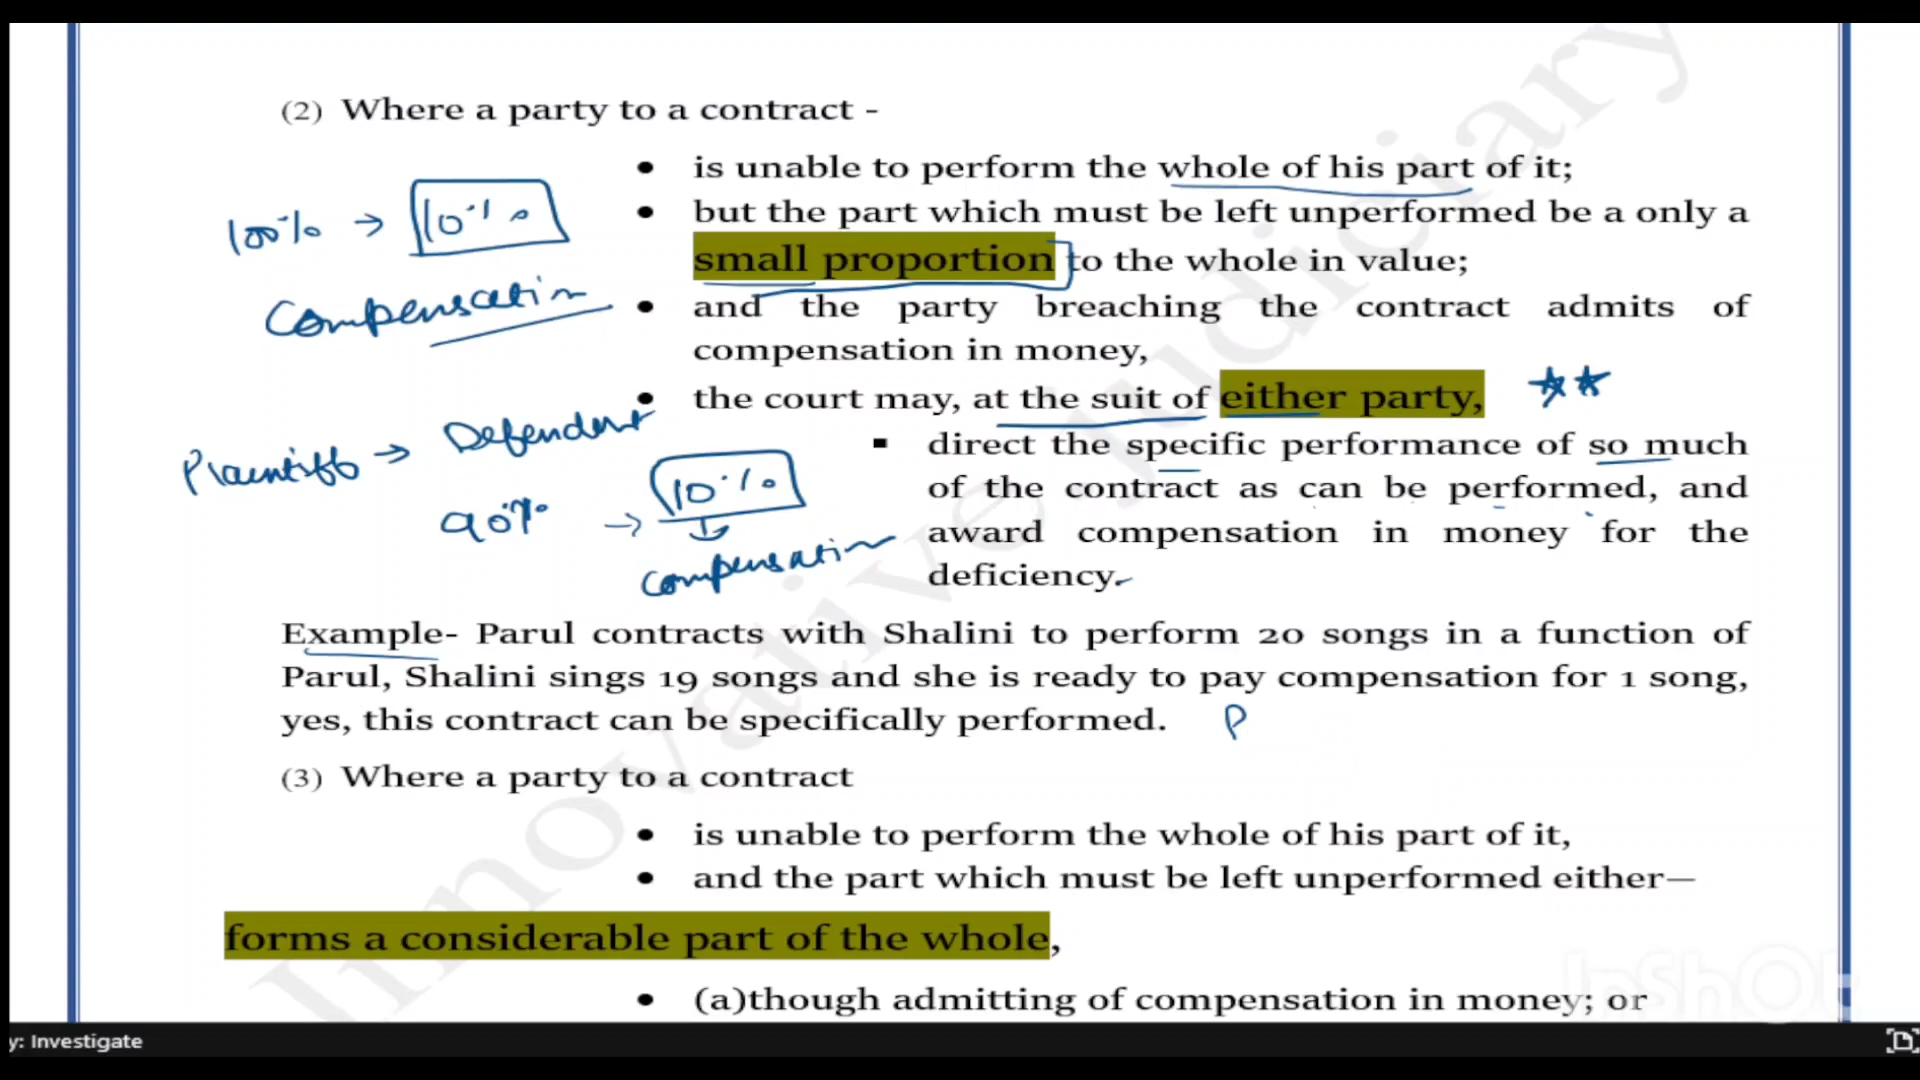 (2) Where a party to a contract -
• is unable to perform the whole of his part of it;
100% → 10%
• but the part which must be left unperformed be a only a
small proportion to the whole in value;
Compensation
• and the party breaching the contract admits of
compensation in money,
• the court may, at the suit of either party, ★★
Plaintiff → Defendent
▪ direct the specific performance of so much
of the contract as can be performed, and
90% → 10%
award compensation in money for the
compensation
deficiency.
Example- Parul contracts with Shalini to perform 20 songs in a function of
Parul, Shalini sings 19 songs and she is ready to pay compensation for 1 song,
yes, this contract can be specifically performed. P
(3) Where a party to a contract
• is unable to perform the whole of his part of it,
• and the part which must be left unperformed either—
forms a considerable part of the whole,
• (a)though admitting of compensation in money; or
Innovative Judiciary
InShOt
y: Investigate